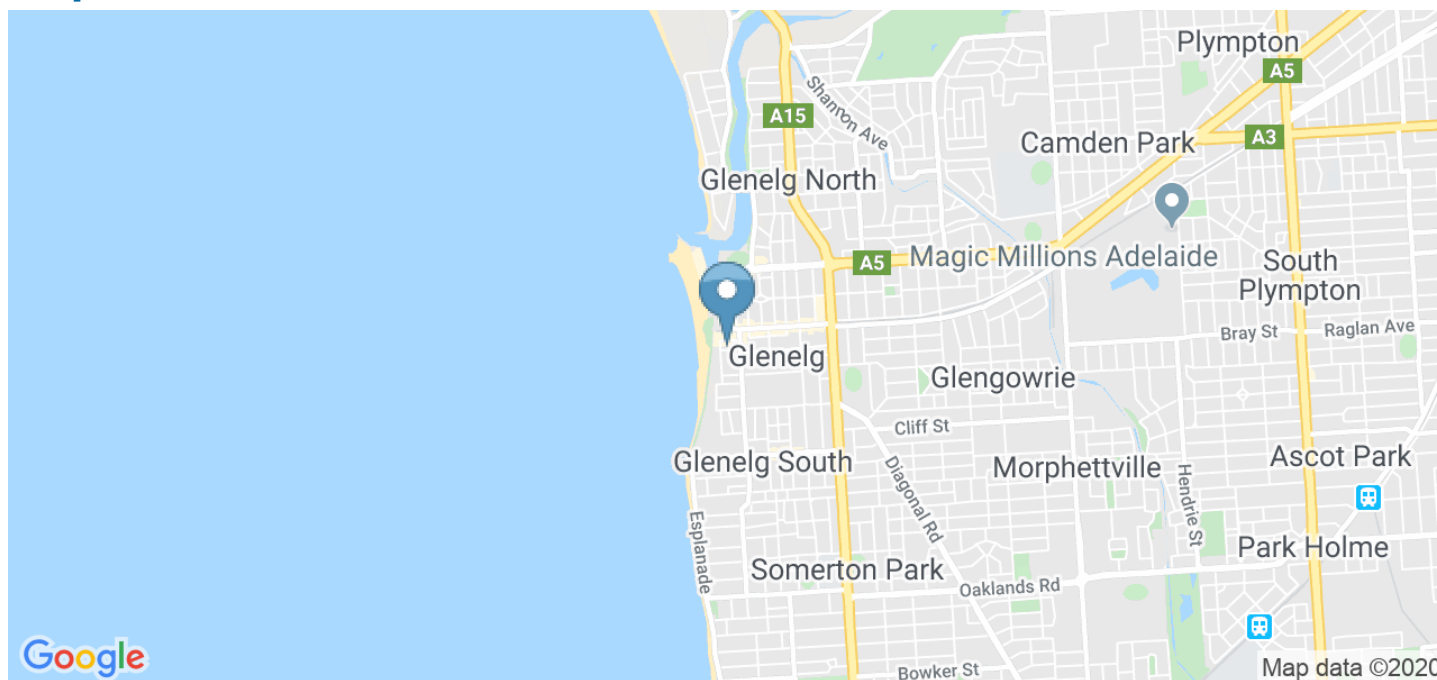 Plympton
A5
Shannon Ave
A15
Camden Park
A3
Glenelg North
A5
Magic Millions Adelaide
South
Plympton
Bray St
Raglan Ave
Glenelg
Glengowrie
Cliff St
Glenelg South
Diagonal Rd
Morphettville
Hendrie St
Ascot Park
Esplanade
Somerton Park
Oaklands Rd
Park Holme
Google
Bowker St
Map data ©2020